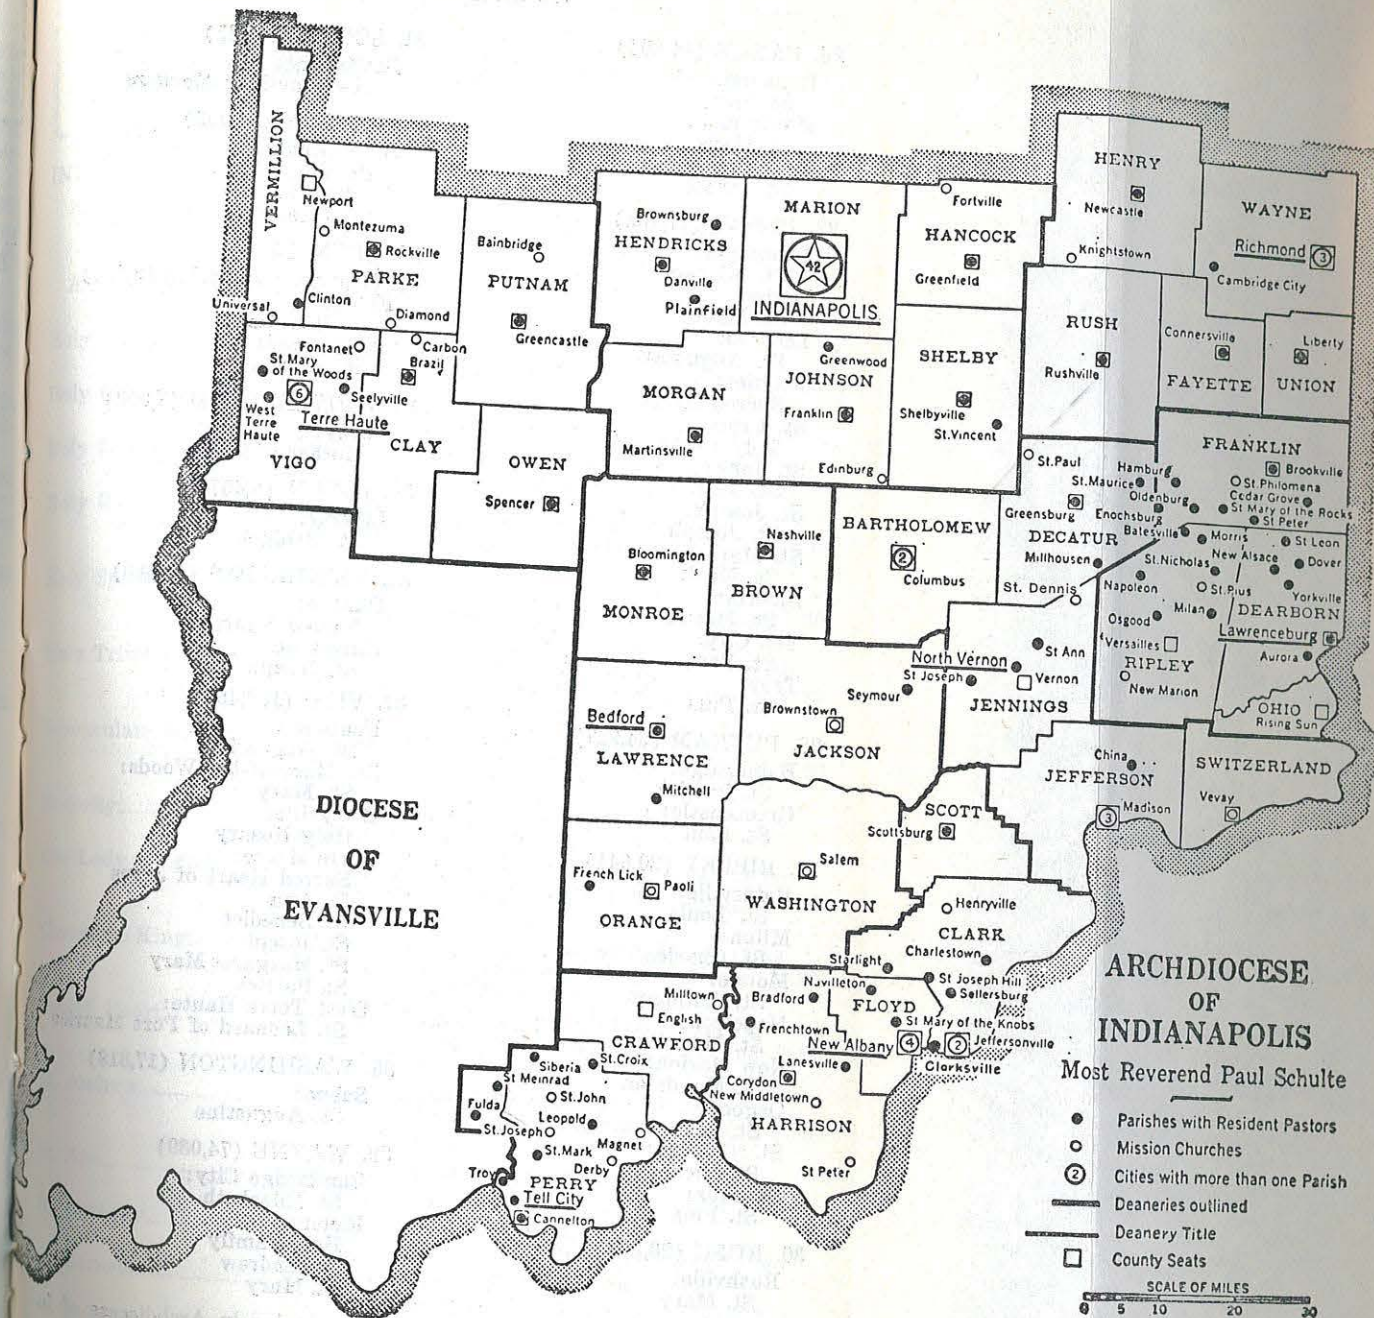 VERMILLION
Newport
Montezuma
Rockville
PARKE
Universal
Clinton
Diamond
Bainbridge
PUTNAM
Greencastle
Brownsburg
HENDRICKS
Danville
Plainfield
MARION
42
INDIANAPOLIS
Fortville
HANCOCK
Greenfield
HENRY
Newcastle
Knightstown
WAYNE
Richmond 3
Cambridge City
Fontanet
Carbon
St. Mary
of the Woods
Brazil
6
Seelyville
West
Terre
Haute
Terre Haute
VIGO
CLAY
OWEN
Spencer
MORGAN
Martinsville
Greenwood
JOHNSON
Franklin
Edinburg
SHELBY
Shelbyville
St. Vincent
RUSH
Rushville
Connersville
FAYETTE
Liberty
UNION
FRANKLIN
Brookville
St. Philomena
Cedar Grove
St Mary of the Rocks
St Peter
Hamburg
St. Maurice
Oldenburg
Enochsburg
Batesville
St. Paul
Greensburg
DECATUR
Millhousen
St. Dennis
Morris
St Leon
New Alsace
Dover
St. Nicholas
Yorkville
Napoleon
St. Pius
DEARBORN
Milan
Osgood
Lawrenceburg
Versailles
Aurora
RIPLEY
New Marion
OHIO
Rising Sun
Bloomington
MONROE
Nashville
BROWN
BARTHOLOMEW
2
Columbus
St Ann
North Vernon
St Joseph
Vernon
JENNINGS
Seymour
Brownstown
JACKSON
Bedford
LAWRENCE
Mitchell
China
JEFFERSON
Madison
3
SWITZERLAND
Vevay
SCOTT
Scottsburg
DIOCESE
OF
EVANSVILLE
French Lick
Paoli
ORANGE
Salem
WASHINGTON
Henryville
CLARK
Charlestown
Starlight
St Joseph Hill
Sellersburg
Navilleton
Bradford
FLOYD
St Mary of the Knobs
Frenchtown
New Albany 4
2 Jeffersonville
Clarksville
Lanesville
Corydon
New Middletown
HARRISON
St Peter
Milltown
English
CRAWFORD
St. Croix
Siberia
St Meinrad
St. John
Fulda
Leopold
St. Joseph
Magnet
St. Mark
Derby
Troy
PERRY
Tell City
Cannelton
ARCHDIOCESE
OF
INDIANAPOLIS
Most Reverend Paul Schulte
Parishes with Resident Pastors
Mission Churches
2 Cities with more than one Parish
Deaneries outlined
Deanery Title
County Seats
SCALE OF MILES
0 5 10 20 30